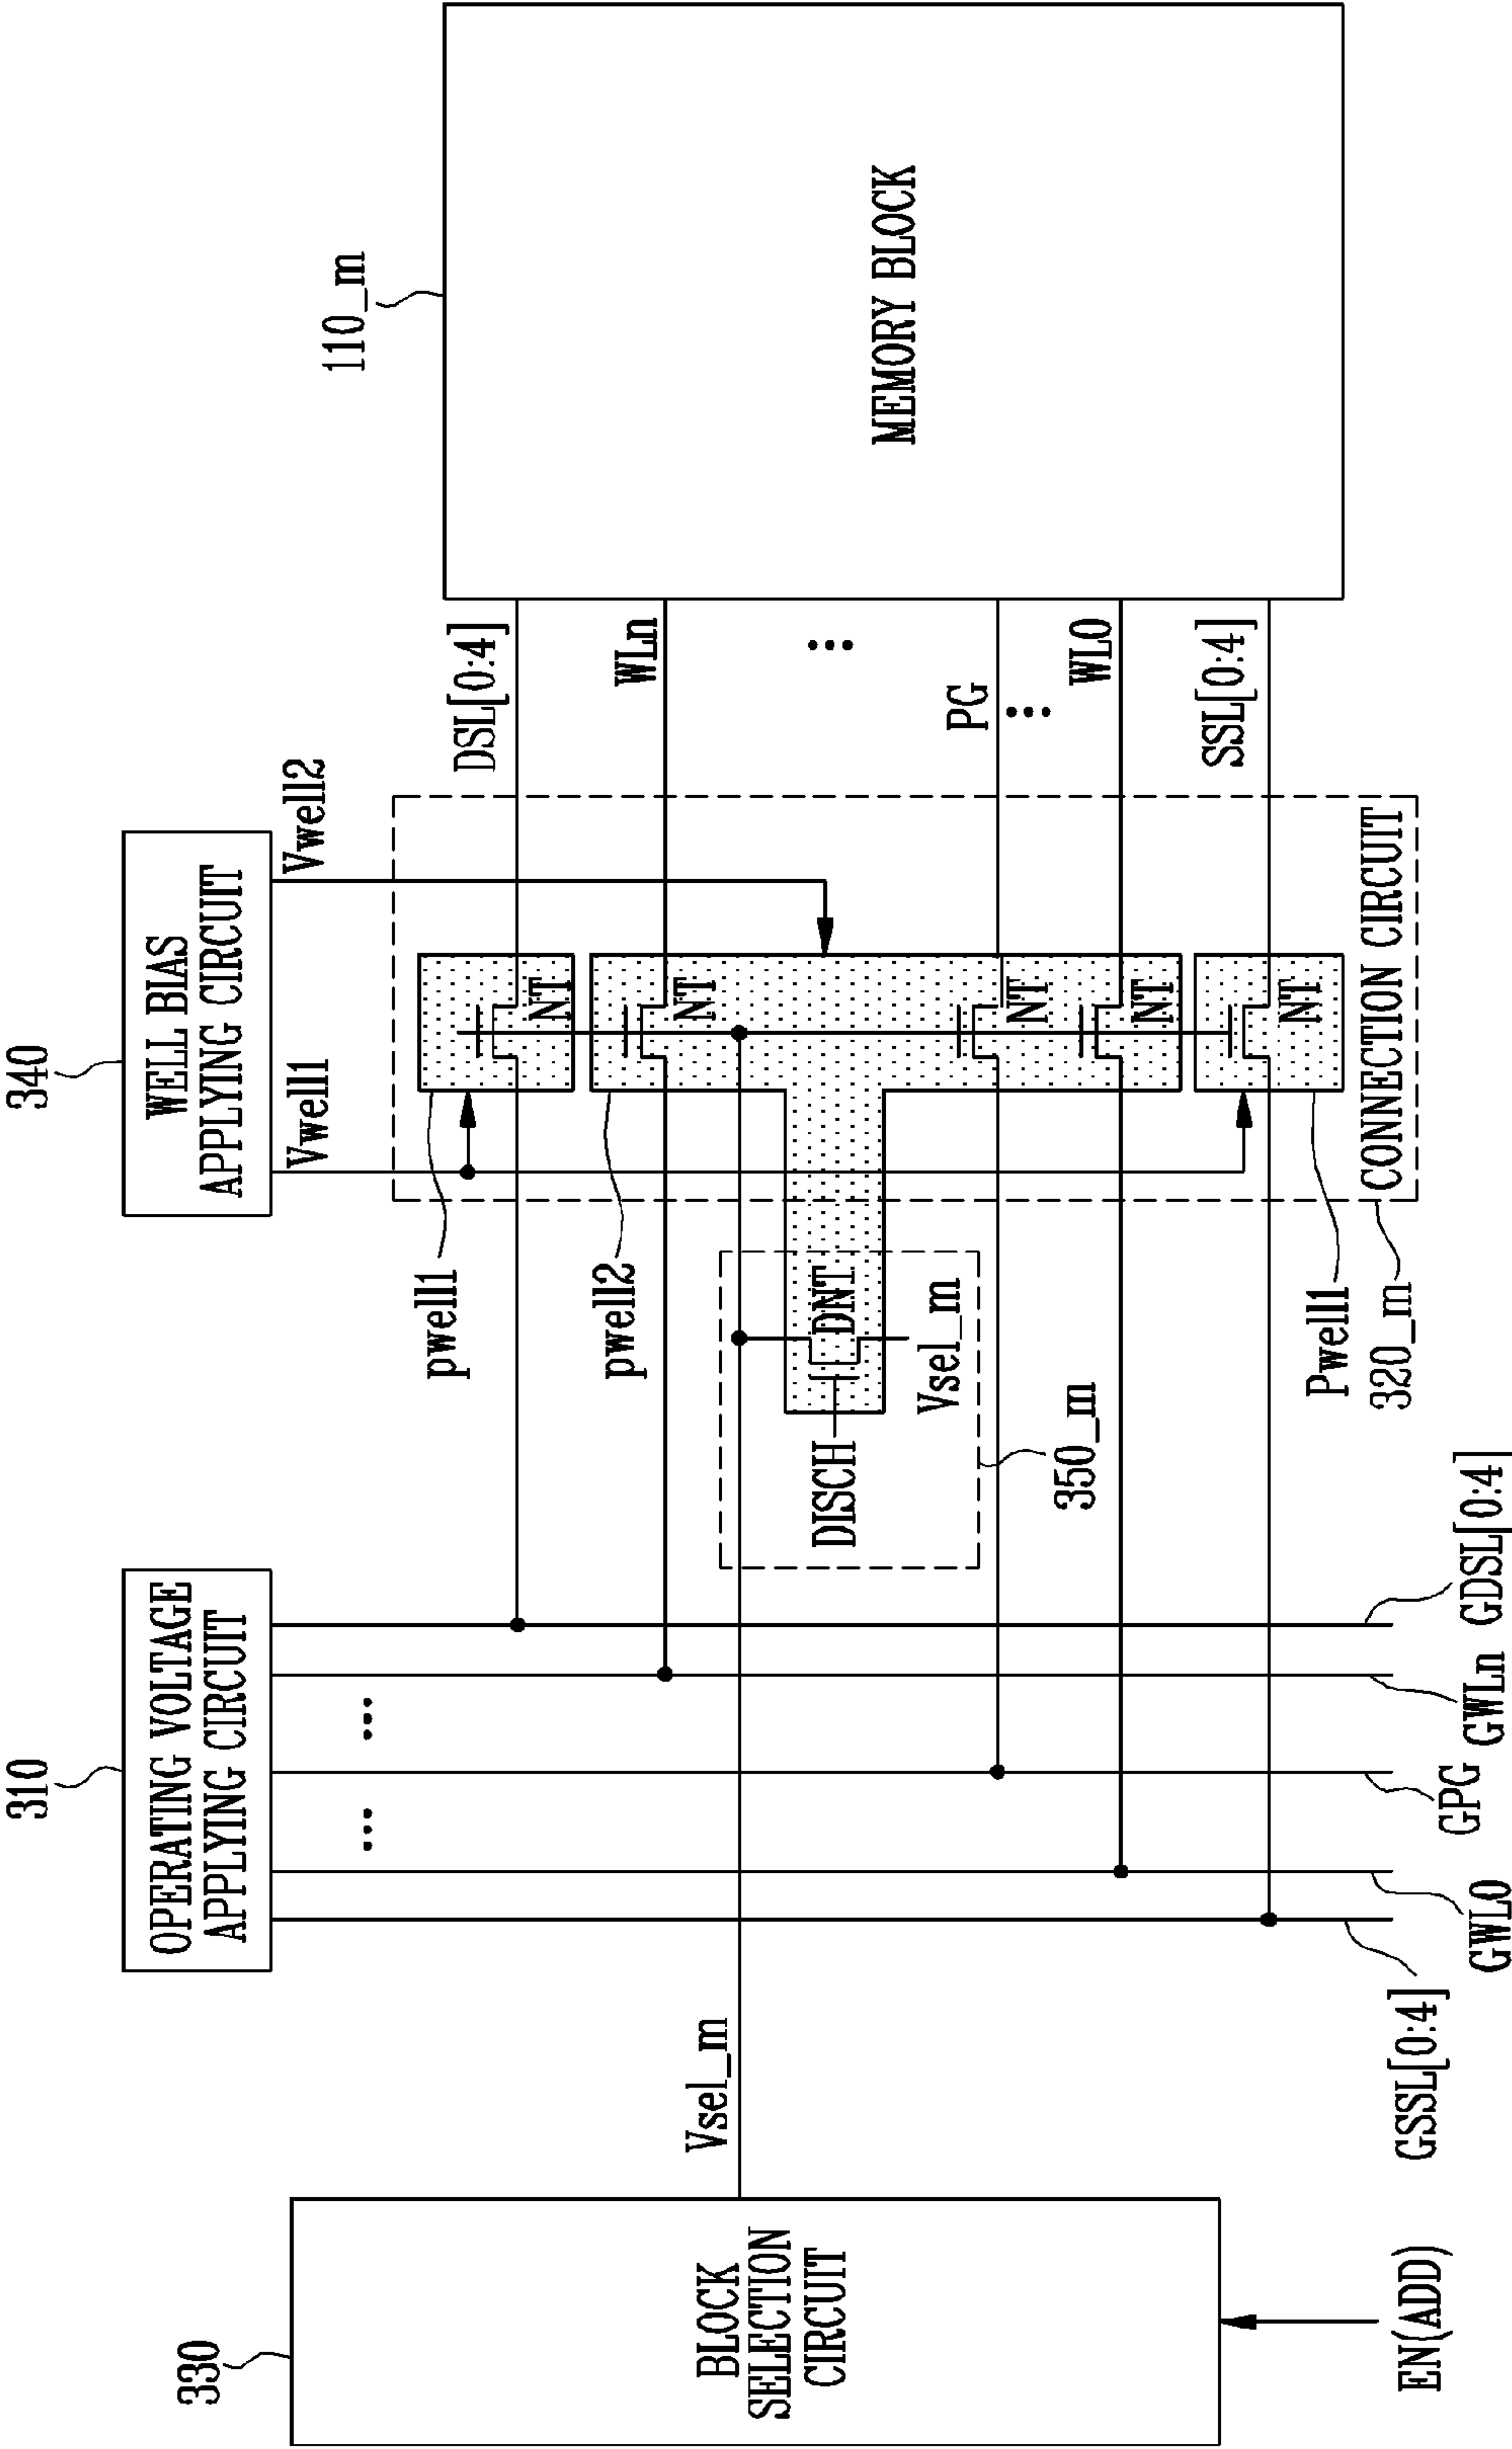 330
BLOCK
SELECTION
CIRCUIT
EN(ADD)
Vsel_m
310
OPERATING VOLTAGE
APPLYING CIRCUIT
...
...
GSSL[0:4]
GWL0
GPG
GWLn
GDSL[0:4]
340
WELL BIAS
APPLYING CIRCUIT
Vwell1
Vwell2
pwell1
pwell2
DISCH
DNT
Vsel_m
350_m
NT
NT
NT
NT
NT
Pwell1
320_m
CONNECTION CIRCUIT
DSL[0:4]
WLn
...
PG
...
WL0
SSL[0:4]
110_m
MEMORY BLOCK